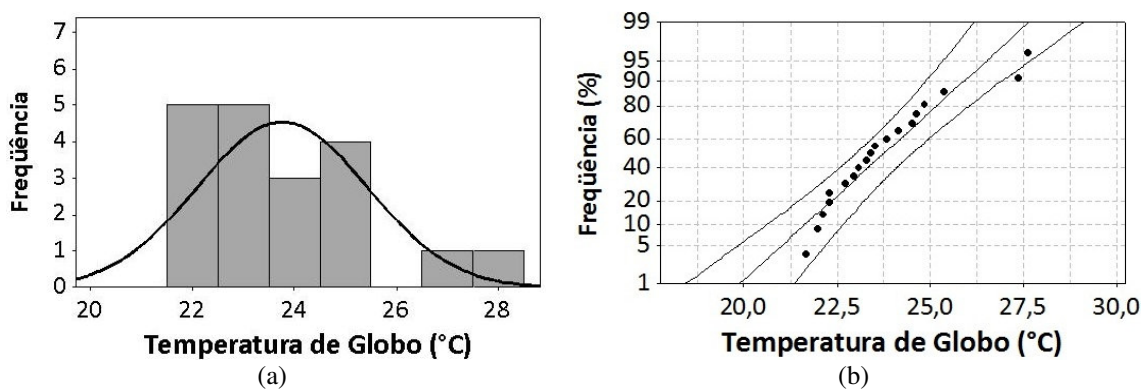 7
6
5
4
3
2
1
0
Freqüência
20 22 24 26 28
Temperatura de Globo (°C)
(a)
99
95
90
80
60
40
20
10
5
1
Freqüência (%)
20,0 22,5 25,0 27,5 30,0
Temperatura de Globo (°C)
(b)